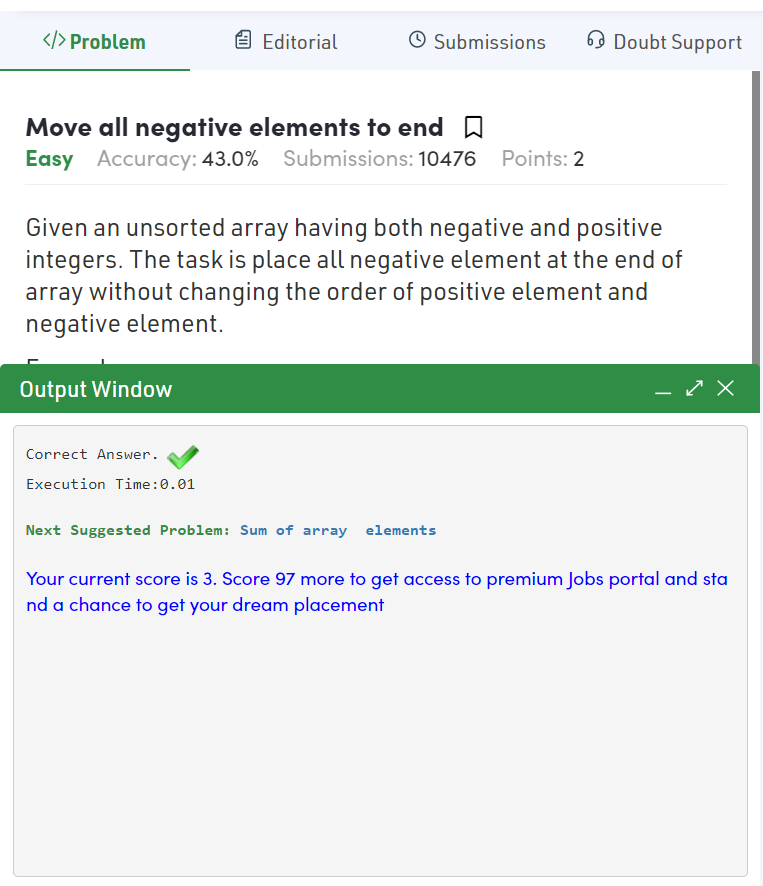 </> Problem Editorial Submissions Doubt Support
Move all negative elements to end
Easy Accuracy: 43.0% Submissions: 10476 Points: 2
Given an unsorted array having both negative and positive
integers. The task is place all negative element at the end of
array without changing the order of positive element and
negative element.
Output Window
Correct Answer.
Execution Time:0.01
Next Suggested Problem: Sum of array  elements
Your current score is 3. Score 97 more to get access to premium Jobs portal and sta
nd a chance to get your dream placement